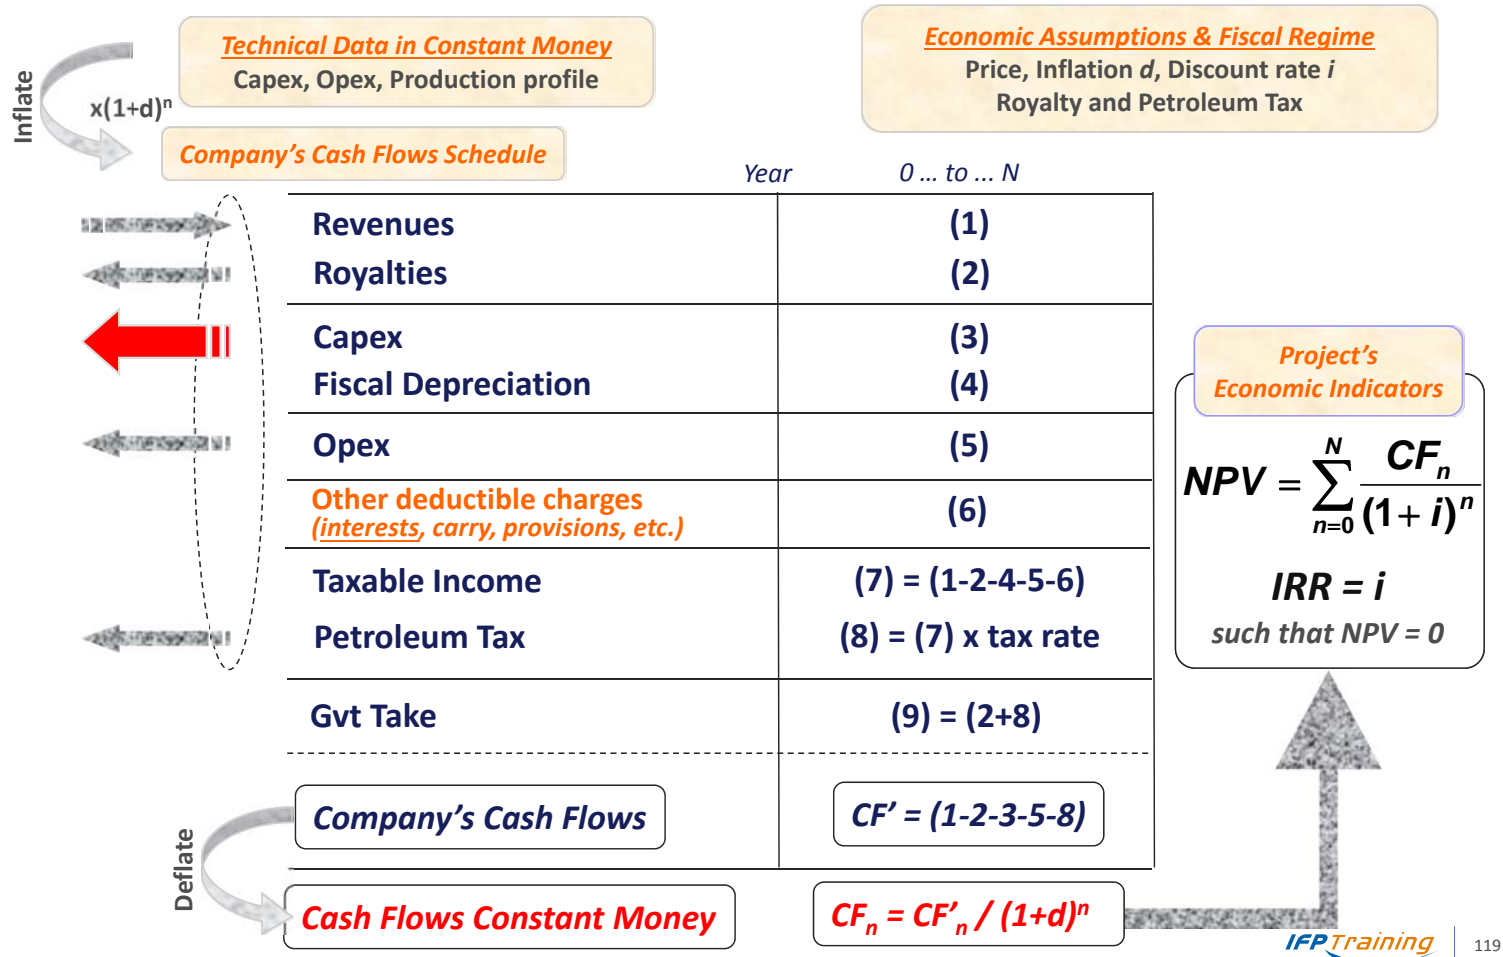 Technical Data in Constant Money
Capex, Opex, Production profile
Economic Assumptions & Fiscal Regime
Price, Inflation d, Discount rate i
Royalty and Petroleum Tax
Inflate
x(1+d)ⁿ
Company's Cash Flows Schedule
Year 0 ... to ... N
Revenues (1)
Royalties (2)
Capex (3)
Fiscal Depreciation (4)
Opex (5)
Other deductible charges
(interests, carry, provisions, etc.) (6)
Taxable Income (7) = (1-2-4-5-6)
Petroleum Tax (8) = (7) x tax rate
Gvt Take (9) = (2+8)
Company's Cash Flows CF' = (1-2-3-5-8)
Deflate
Cash Flows Constant Money CFₙ = CF'ₙ / (1+d)ⁿ
Project's
Economic Indicators
NPV = ∑ₙ₌₀ᴺ CFₙ / (1 + i)ⁿ
IRR = i
such that NPV = 0
IFPTraining 119